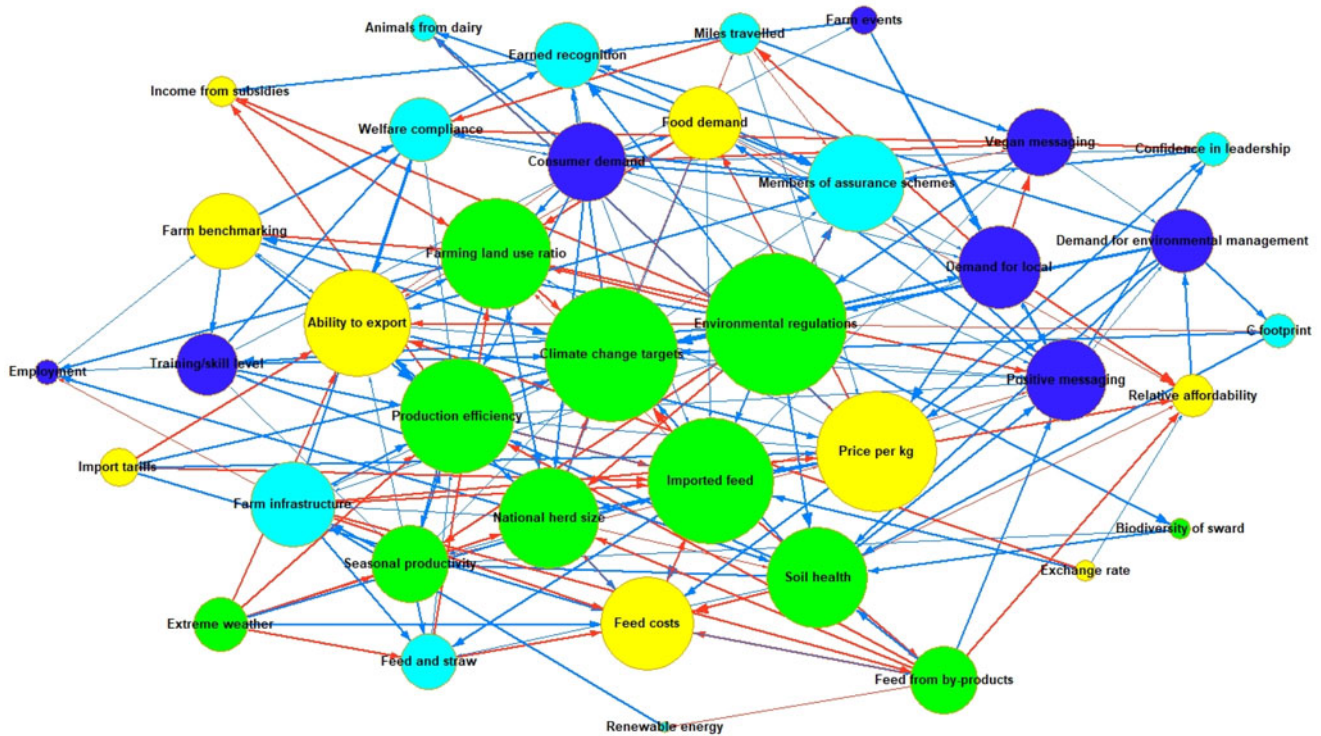 Farm events
Animals from dairy
Miles travelled
Earned recognition
Income from subsidies
Food demand
Welfare compliance
Vegan messaging
Confidence in leadership
Consumer demand
Members of assurance schemes
Farm benchmarking
Demand for environmental management
Farming land use ratio
Demand for local
Ability to export
Environmental regulations
C footprint
Climate change targets
Training/skill level
Employment
Positive messaging
Relative affordability
Production efficiency
Price per kg
Import tariffs
Imported feed
Farm infrastructure
National herd size
Biodiversity of sward
Seasonal productivity
Exchange rate
Soil health
Extreme weather
Feed costs
Feed and straw
Feed from by-products
Renewable energy